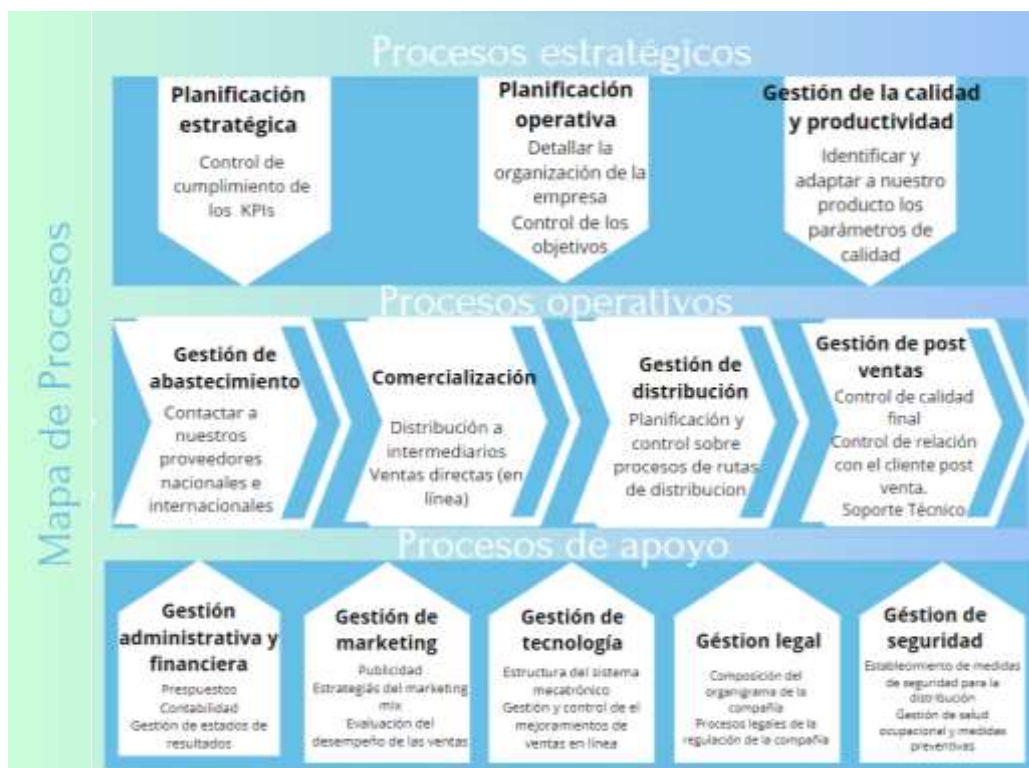 Mapa de Procesos
Procesos estratégicos
Planificación
estratégica
Control de
cumplimiento de
los KPIs
Planificación
operativa
Detallar la
organización de la
empresa
Control de los
objetivos
Gestión de la calidad
y productividad
Identificar y
adaptar a nuestro
producto los
parámetros de
calidad
Procesos operativos
Gestión de
abastecimiento
Contactar a
nuestros
proveedores
nacionales e
internacionales
Comercialización
Distribución a
intermediarios
Ventas directas (en
línea)
Gestión de
distribución
Planificación y
control sobre
procesos de rutas
de distribucion
Gestión de post
ventas
Control de calidad
final
Control de relación
con el cliente post
venta.
Soporte Técnico
Procesos de apoyo
Gestión
administrativa y
financiera
Prespuestos
Contabilidad
Gestión de estados de
resultados
Gestión de
marketing
Publicidad
Estrategiás del marketing
mix
Evaluación del
desempeño de las ventas
Gestión de
tecnología
Estructura del sistema
mecatrónico
Gestión y control de el
mejoramientos de
ventas en línea
Géstion legal
Composición del
organigrama de la
compañía
Procesos legales de la
regulación de la compañía
Géstion de
seguridad
Establecimiento de medidas
de seguridad para la
distribución
Gestión de salud
ocupacional y medidas
preventivas